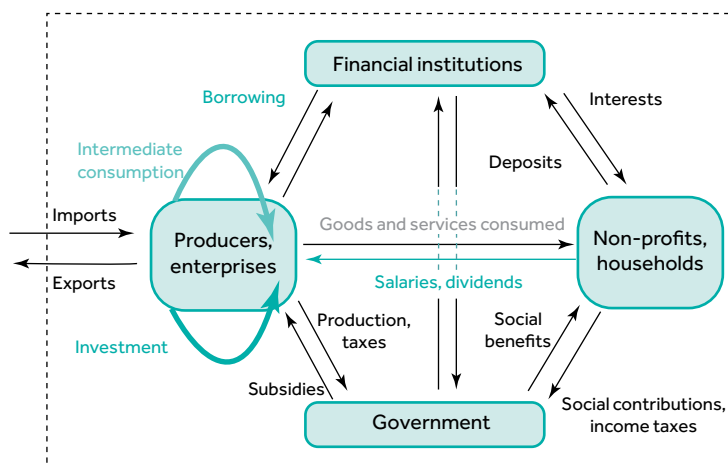 Financial institutions
Borrowing
Interests
Intermediate
consumption
Deposits
Imports
Goods and services consumed
Producers,
enterprises
Non-profits,
households
Exports
Salaries, dividends
Production,
taxes
Social
benefits
Investment
Subsidies
Government
Social contributions,
income taxes